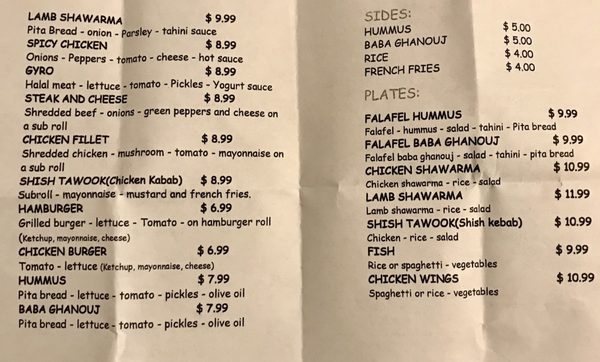 LAMB SHAWARMA $ 9.99
Pita Bread - onion - Parsley - tahini sauce
SPICY CHICKEN $ 8.99
Onions - Peppers - tomato - cheese - hot sauce
GYRO $ 8.99
Halal meat - lettuce - tomato - Pickles - Yogurt sauce
STEAK AND CHEESE $ 8.99
Shredded beef - onions - green peppers and cheese on
a sub roll
CHICKEN FILLET $ 8.99
Shredded chicken - mushroom - tomato - mayonnaise on
a sub roll
SHISH TAWOOK(Chicken Kabab) $ 8.99
Subroll - mayonnaise - mustard and french fries.
HAMBURGER $ 6.99
Grilled burger - lettuce - Tomato - on hamburger roll
(Ketchup, mayonnaise, cheese)
CHICKEN BURGER $ 6.99
Tomato - lettuce (Ketchup, mayonnaise, cheese)
HUMMUS $ 7.99
Pita bread - lettuce - tomato - pickles - olive oil
BABA GHANOUJ $ 7.99
Pita bread - lettuce - tomato - pickles - olive oil
SIDES:
HUMMUS $ 5.00
BABA GHANOUJ $ 5.00
RICE $ 4.00
FRENCH FRIES $ 4.00
PLATES:
FALAFEL HUMMUS $ 9.99
Falafel - hummus - salad - tahini - Pita bread
FALAFEL BABA GHANOUJ $ 9.99
Falafel baba ghanouj - salad - tahini - pita bread
CHICKEN SHAWARMA $ 10.99
Chicken shawarma - rice - salad
LAMB SHAWARMA $ 11.99
Lamb shawarma - rice - salad
SHISH TAWOOK(Shish kebab) $ 10.99
Chicken - rice - salad
FISH $ 9.99
Rice or spaghetti - vegetables
CHICKEN WINGS $ 10.99
Spaghetti or rice - vegetables